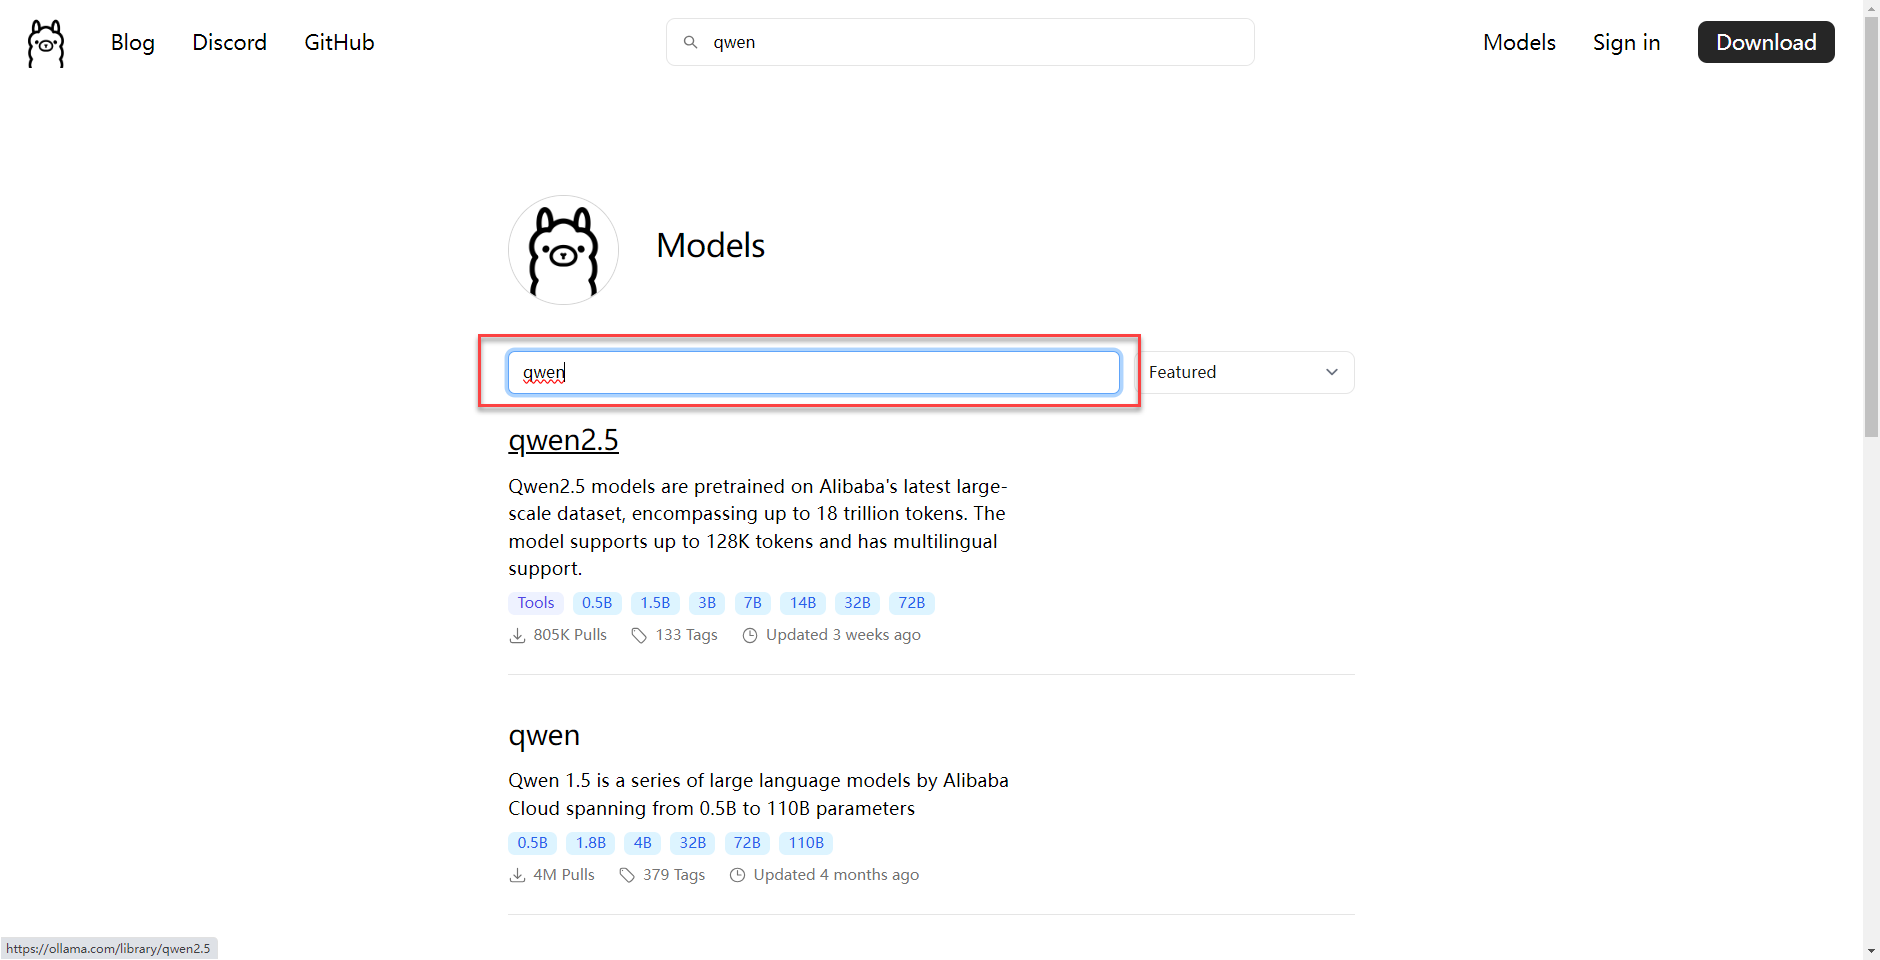 Blog Discord GitHub qwen Models Sign in Download
Models
qwen Featured
qwen2.5
Qwen2.5 models are pretrained on Alibaba's latest large-
scale dataset, encompassing up to 18 trillion tokens. The
model supports up to 128K tokens and has multilingual
support.
Tools 0.5B 1.5B 3B 7B 14B 32B 72B
805K Pulls 133 Tags Updated 3 weeks ago
qwen
Qwen 1.5 is a series of large language models by Alibaba
Cloud spanning from 0.5B to 110B parameters
0.5B 1.8B 4B 32B 72B 110B
4M Pulls 379 Tags Updated 4 months ago
https://ollama.com/library/qwen2.5